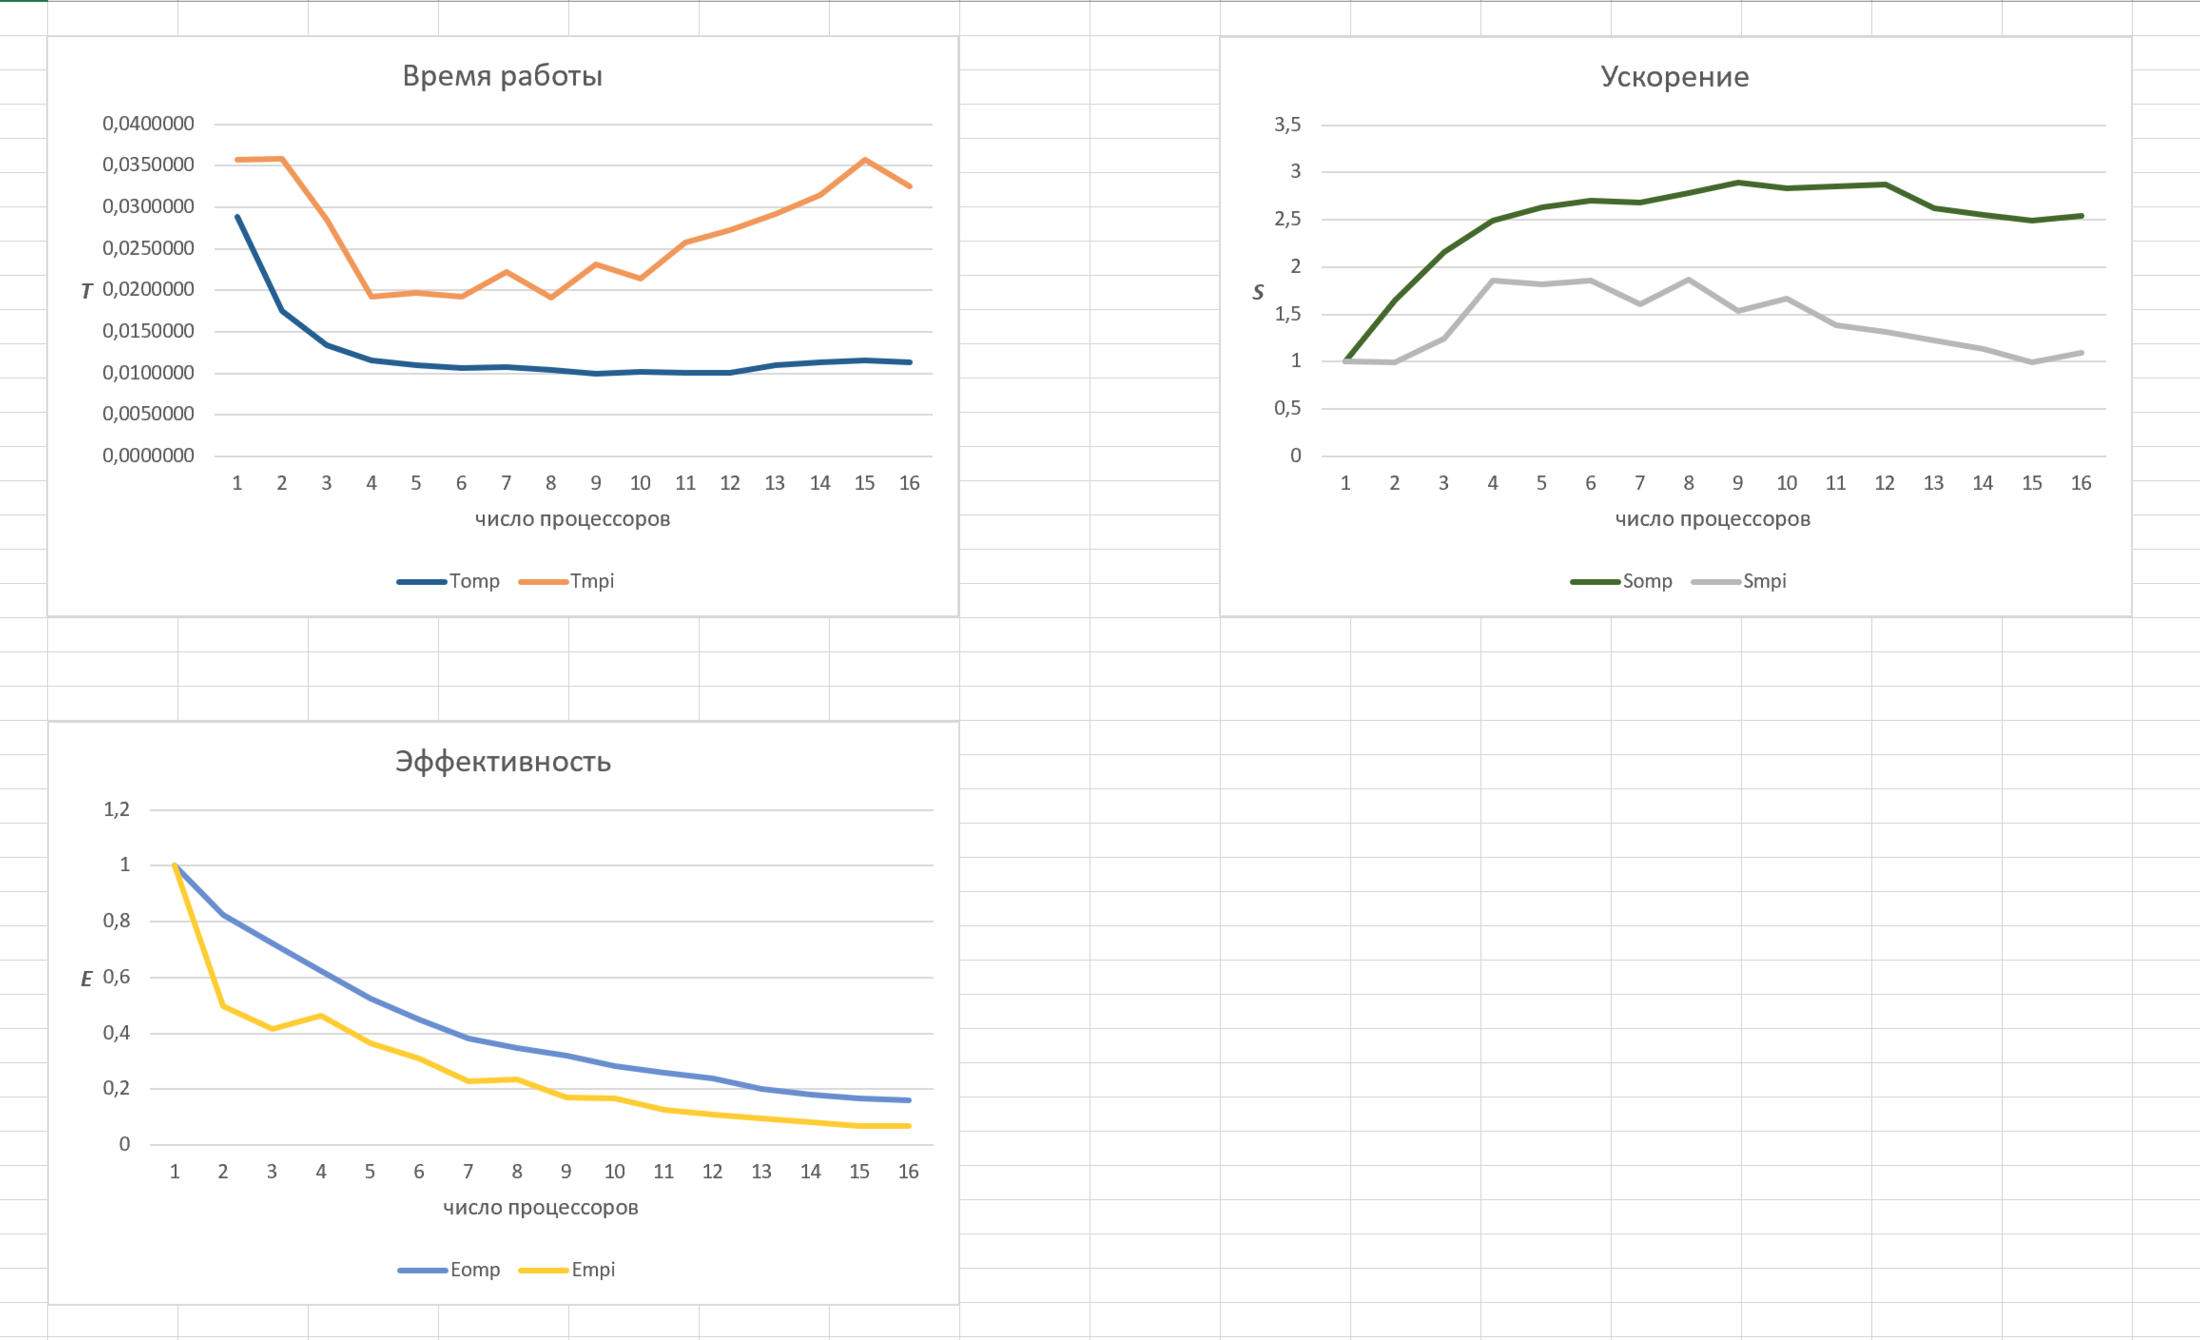 Время работы
0,0400000
0,0350000
0,0300000
0,0250000
T 0,0200000
0,0150000
0,0100000
0,0050000
0,0000000
1 2 3 4 5 6 7 8 9 10 11 12 13 14 15 16
число процессоров
Tomp Tmpi
Ускорение
3,5
3
2,5
2
S
1,5
1
0,5
0
1 2 3 4 5 6 7 8 9 10 11 12 13 14 15 16
число процессоров
Somp Smpi
Эффективность
1,2
1
0,8
E 0,6
0,4
0,2
0
1 2 3 4 5 6 7 8 9 10 11 12 13 14 15 16
число процессоров
Eomp Empi